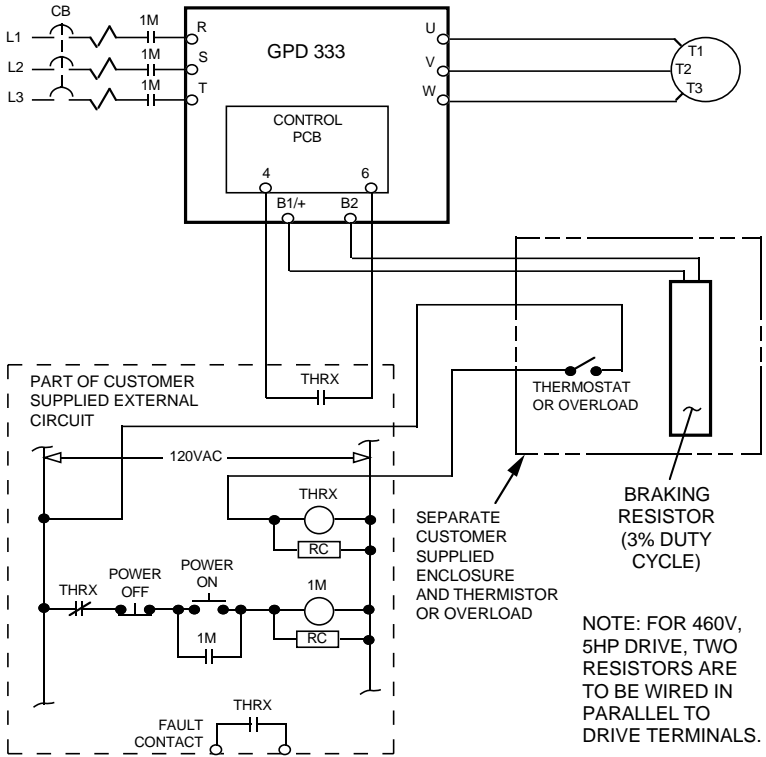 CB
L1
1M
R
L2
1M
S
L3
1M
T
GPD 333
U
V
W
T1
T2
T3
CONTROL
PCB
4
6
B1/+
B2
THRX
THERMOSTAT
OR OVERLOAD
PART OF CUSTOMER
SUPPLIED EXTERNAL
CIRCUIT
120VAC
THRX
RC
THRX
POWER
OFF
POWER
ON
1M
1M
RC
FAULT
CONTACT
THRX
SEPARATE
CUSTOMER
SUPPLIED
ENCLOSURE
AND THERMISTOR
OR OVERLOAD
BRAKING
RESISTOR
(3% DUTY
CYCLE)
NOTE: FOR 460V,
5HP DRIVE, TWO
RESISTORS ARE
TO BE WIRED IN
PARALLEL TO
DRIVE TERMINALS.